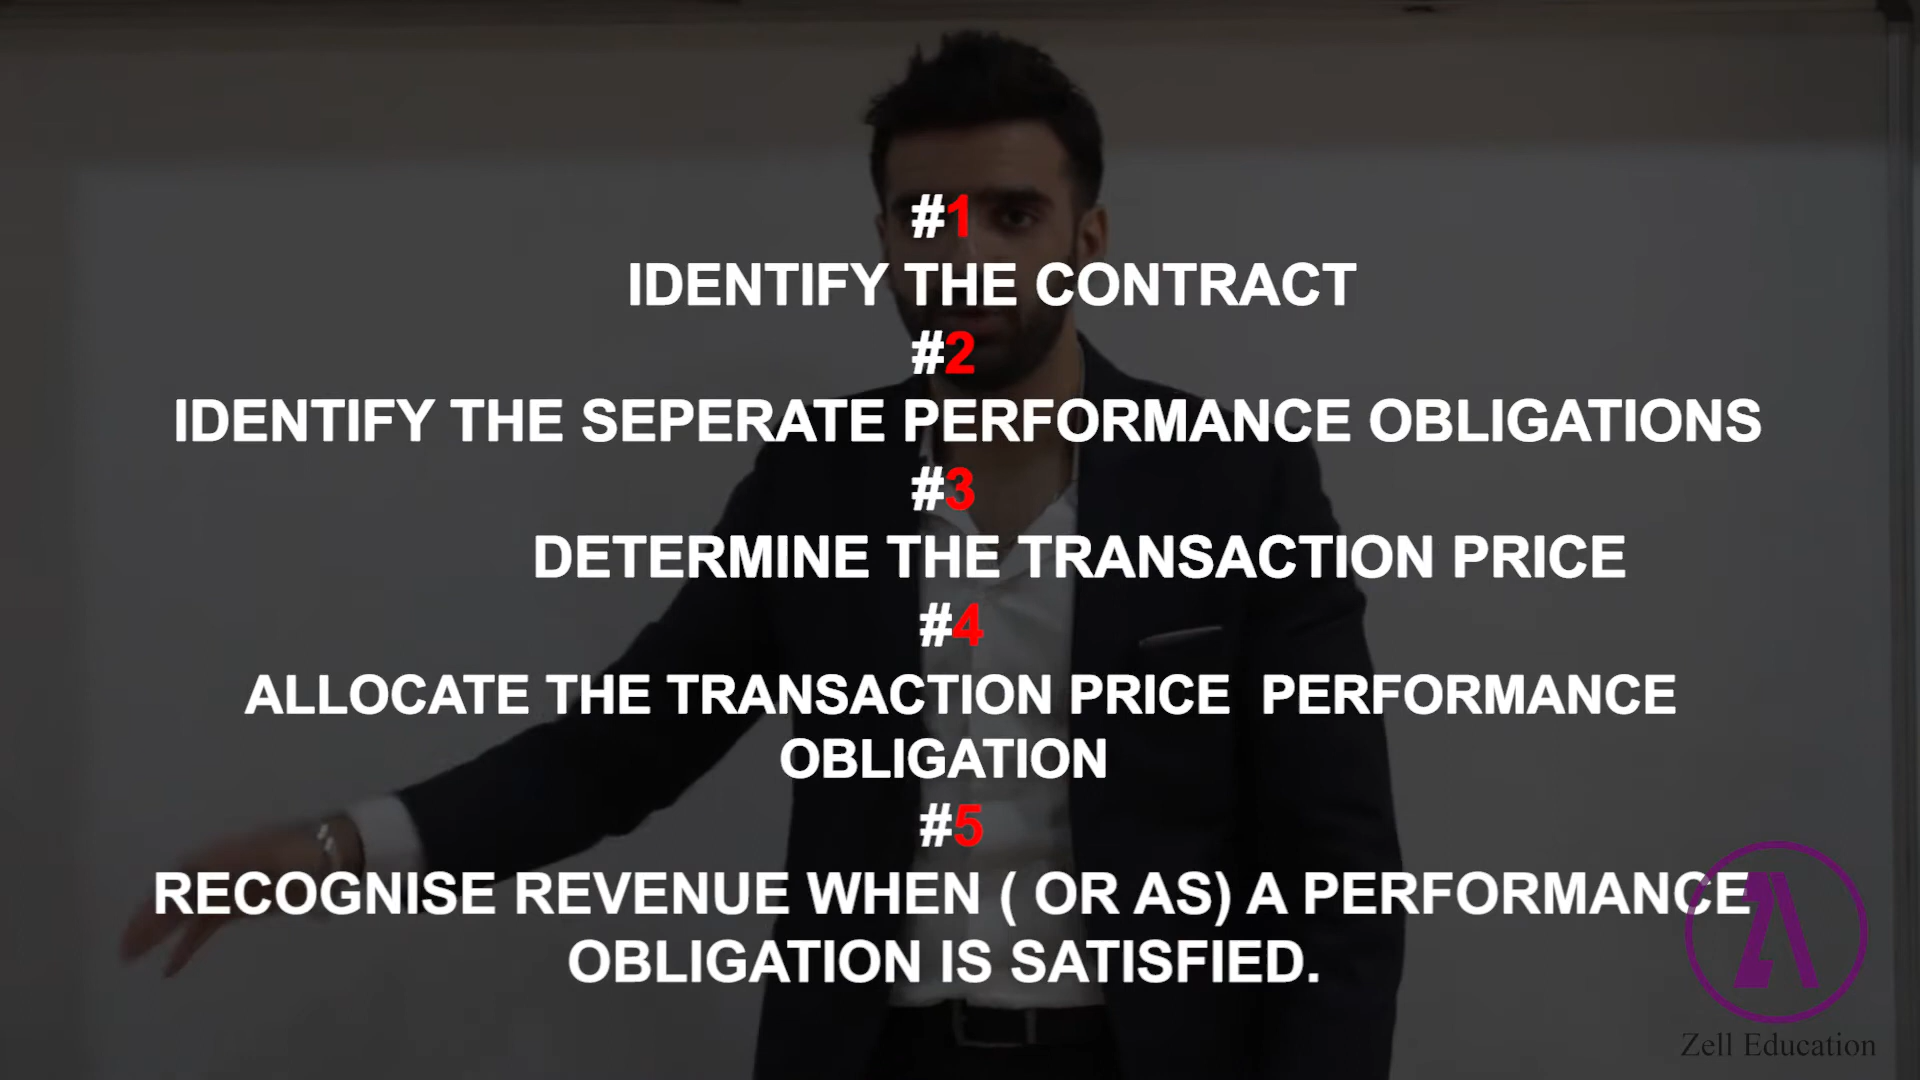 #1
IDENTIFY THE CONTRACT
#2
IDENTIFY THE SEPERATE PERFORMANCE OBLIGATIONS
#3
DETERMINE THE TRANSACTION PRICE
#4
ALLOCATE THE TRANSACTION PRICE  PERFORMANCE
OBLIGATION
#5
RECOGNISE REVENUE WHEN ( OR AS) A PERFORMANCE
OBLIGATION IS SATISFIED.
Zell Education